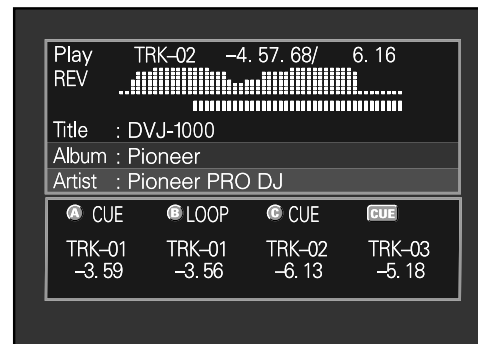 Play TRK–02 –4. 57. 68/ 6. 16
REV
Title : DVJ-1000
Album : Pioneer
Artist : Pioneer PRO DJ
A CUE B LOOP C CUE CUE
TRK–01 TRK–01 TRK–02 TRK–03
–3. 59 –3. 56 –6. 13 –5. 18